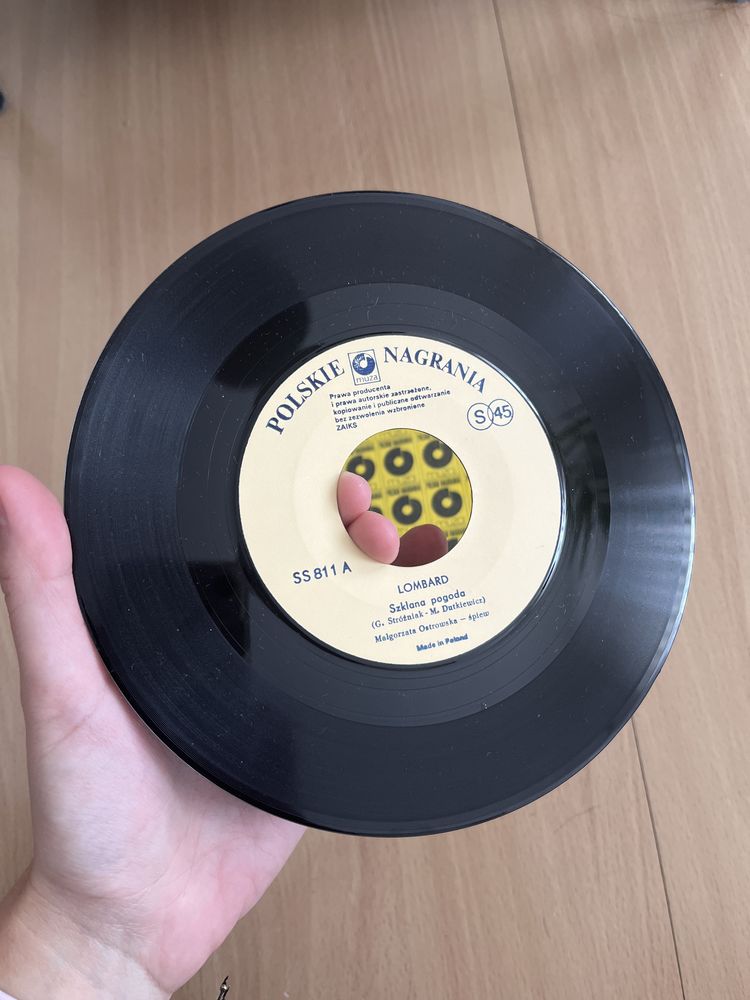 POLSKIE NAGRANIA
muza
Prawa producenta
i prawa autorskie zastrzeżone,
kopiowanie i publiczne odtwarzanie
bez zezwolenia wzbronione
ZAIKS
S 45
SS 811 A
LOMBARD
Szklana pogoda
(G. Stróżniak - M. Dutkiewicz)
Małgorzata Ostrowska — śpiew
Made in Poland